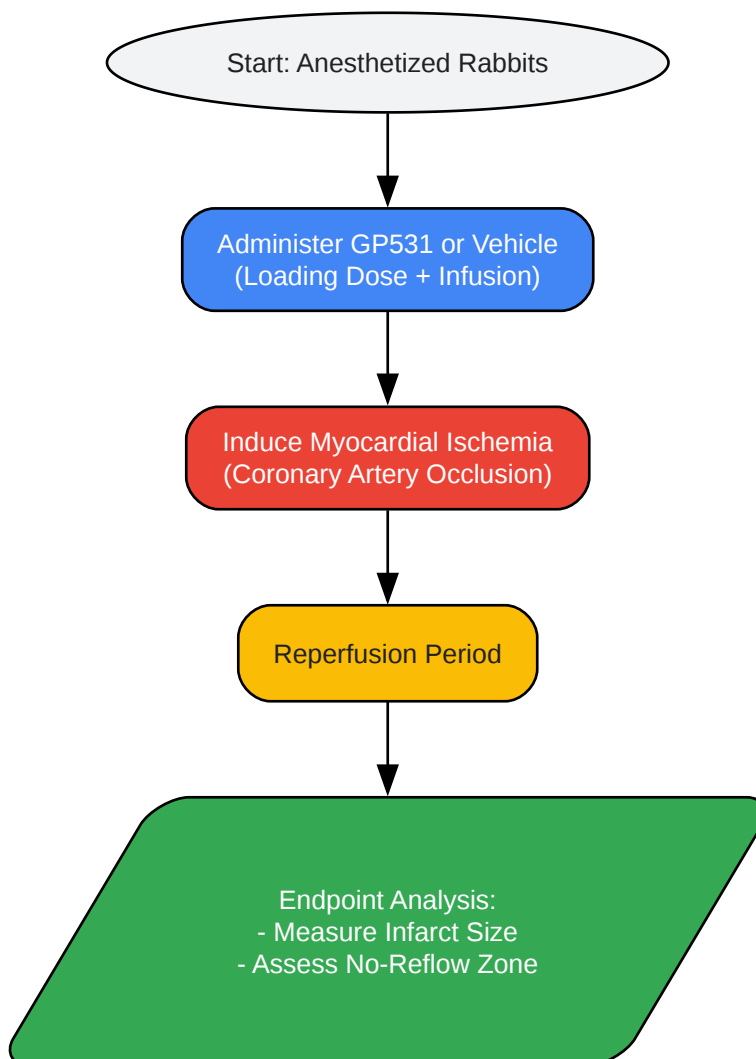 Start: Anesthetized Rabbits
Administer GP531 or Vehicle
(Loading Dose + Infusion)
Induce Myocardial Ischemia
(Coronary Artery Occlusion)
Reperfusion Period
Endpoint Analysis:
- Measure Infarct Size
- Assess No-Reflow Zone